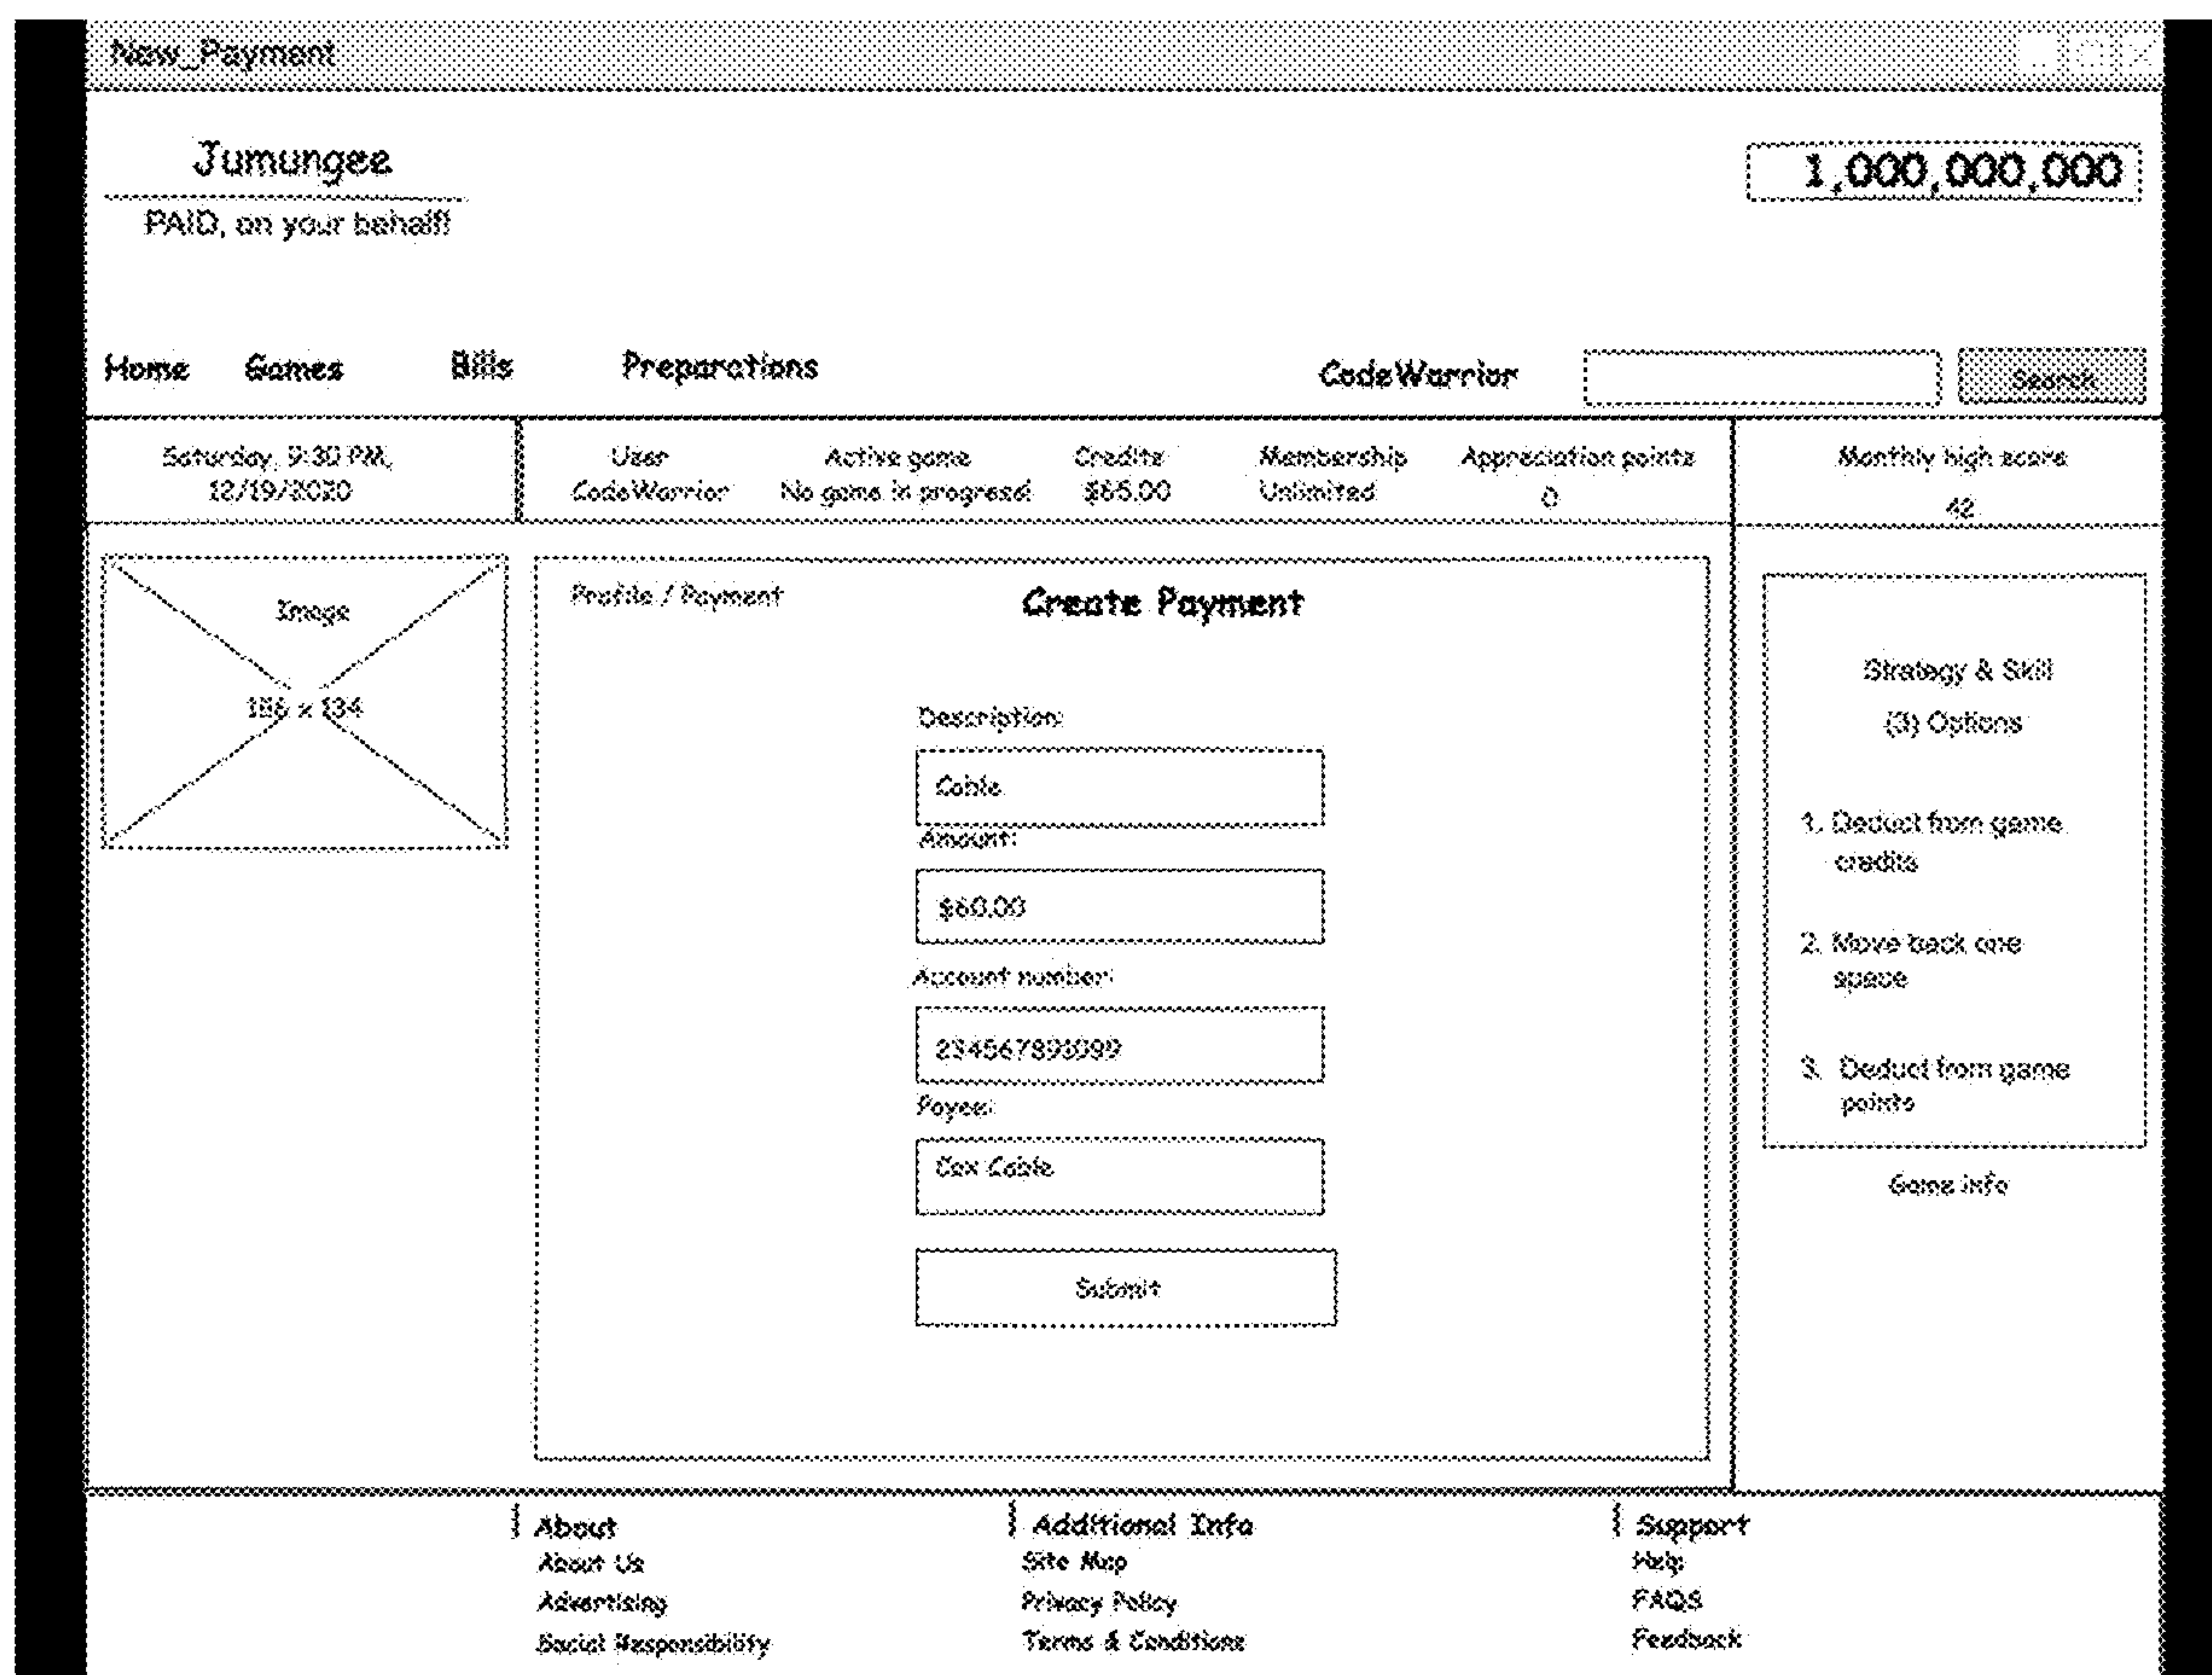 New_Payment
Jumungee
1,000,000,000
PAID, on your behalf!
Home Games Bills Preparations CodeWarrior Search
Saturday, 9:30 PM,
12/19/2020
User Active game Credits Membership Appreciation points
CodeWarrior No game in progress! $65.00 Unlimited 0
Monthly high score
42
Image
186 x 134
Profile / Payment
Create Payment
Description:
Cable
Amount:
$60.00
Account number:
Payee:
Cox Cable
Submit
Strategy & Skill
(3) Options
1. Deduct from game
credits
2. Move back one
space
3. Deduct from game
points
Game info
About
About Us
Advertising
Social Responsibility
Additional Info
Site Map
Privacy Policy
Terms & Conditions
Support
Help
FAQS
Feedback